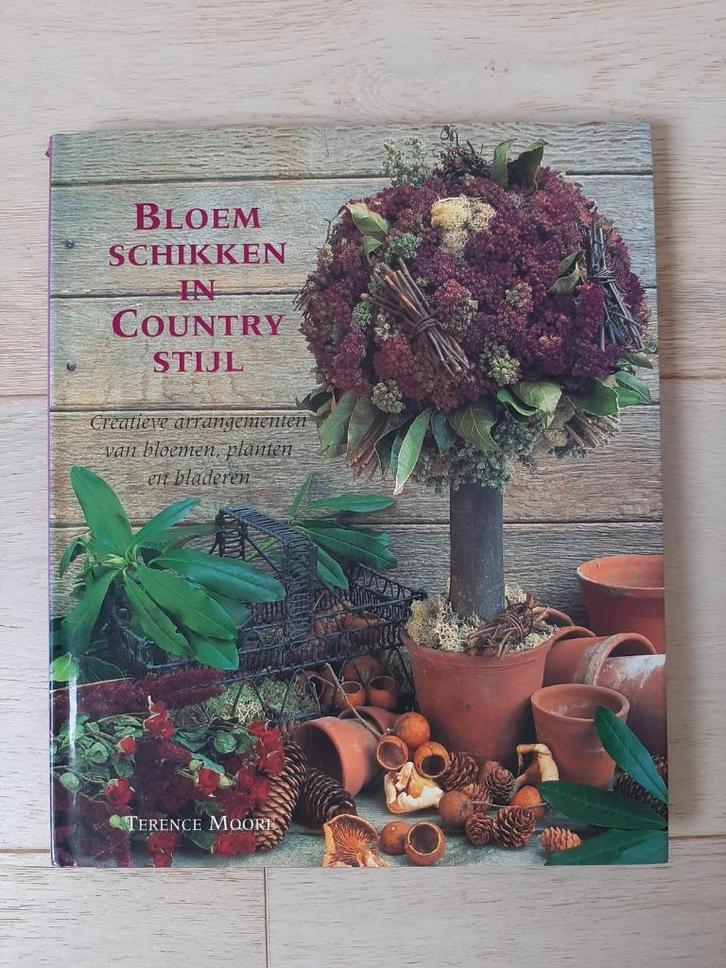 BLOEM
SCHIKKEN
IN
COUNTRY
STIJL
Creatieve arrangementen
van bloemen, planten
en bladeren
TERENCE MOORE